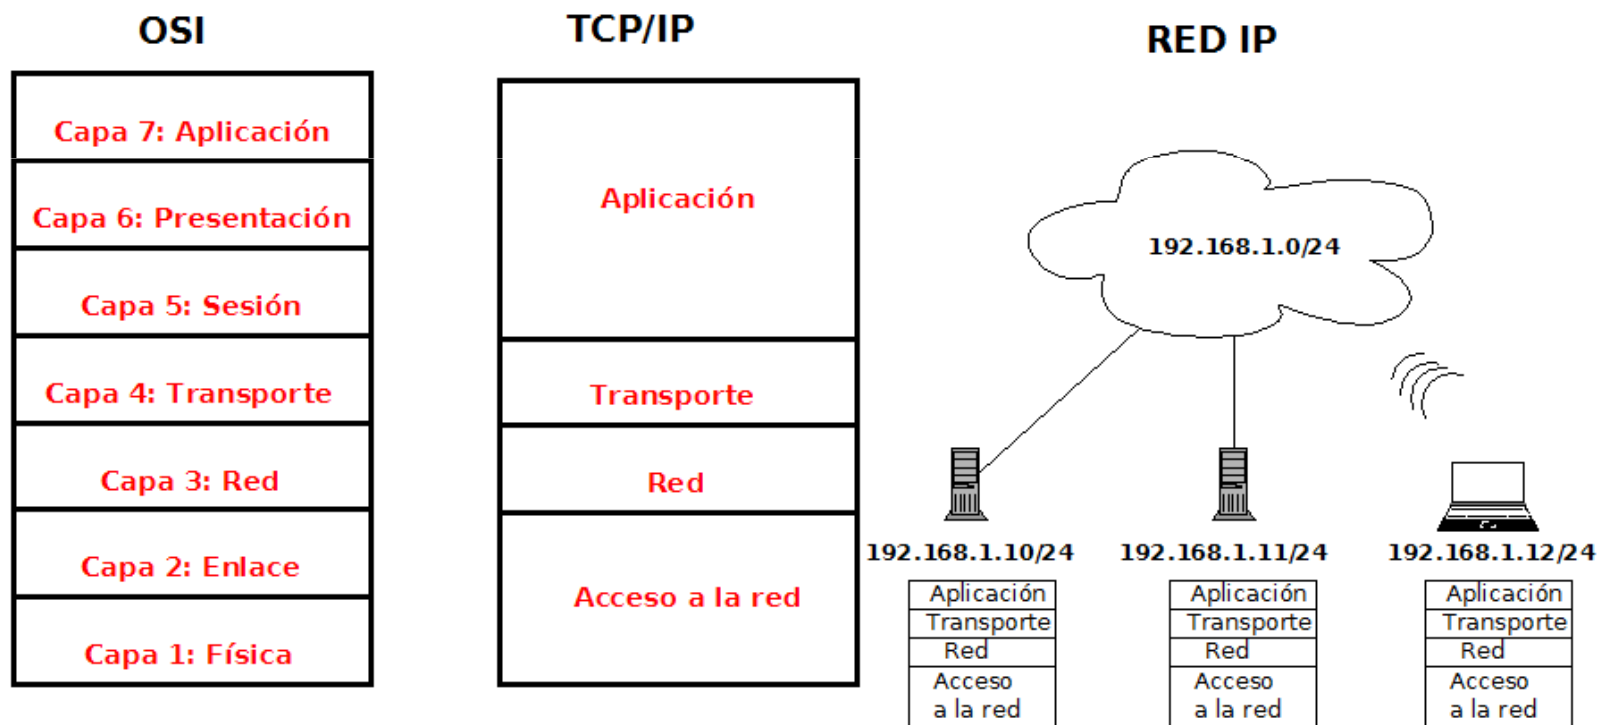 OSI
Capa 7: Aplicación
Capa 6: Presentación
Capa 5: Sesión
Capa 4: Transporte
Capa 3: Red
Capa 2: Enlace
Capa 1: Física
TCP/IP
Aplicación
Transporte
Red
Acceso a la red
RED IP
192.168.1.0/24
192.168.1.10/24
Aplicación
Transporte
Red
Acceso
a la red
192.168.1.11/24
Aplicación
Transporte
Red
Acceso
a la red
192.168.1.12/24
Aplicación
Transporte
Red
Acceso
a la red